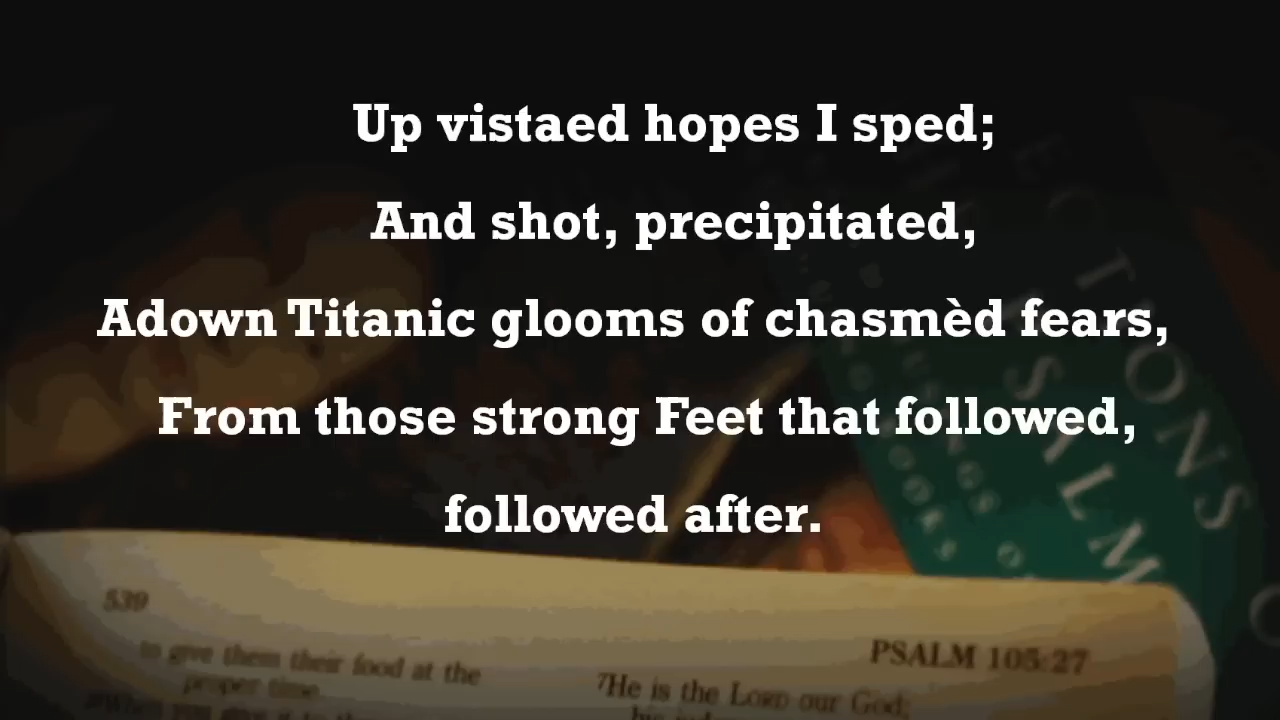 Up vistaed hopes I sped;
And shot, precipitated,
Adown Titanic glooms of chasmèd fears,
From those strong Feet that followed,
followed after.
539
PSALM 105:27
to give them their food at the
proper time.
7He is the LORD our God;